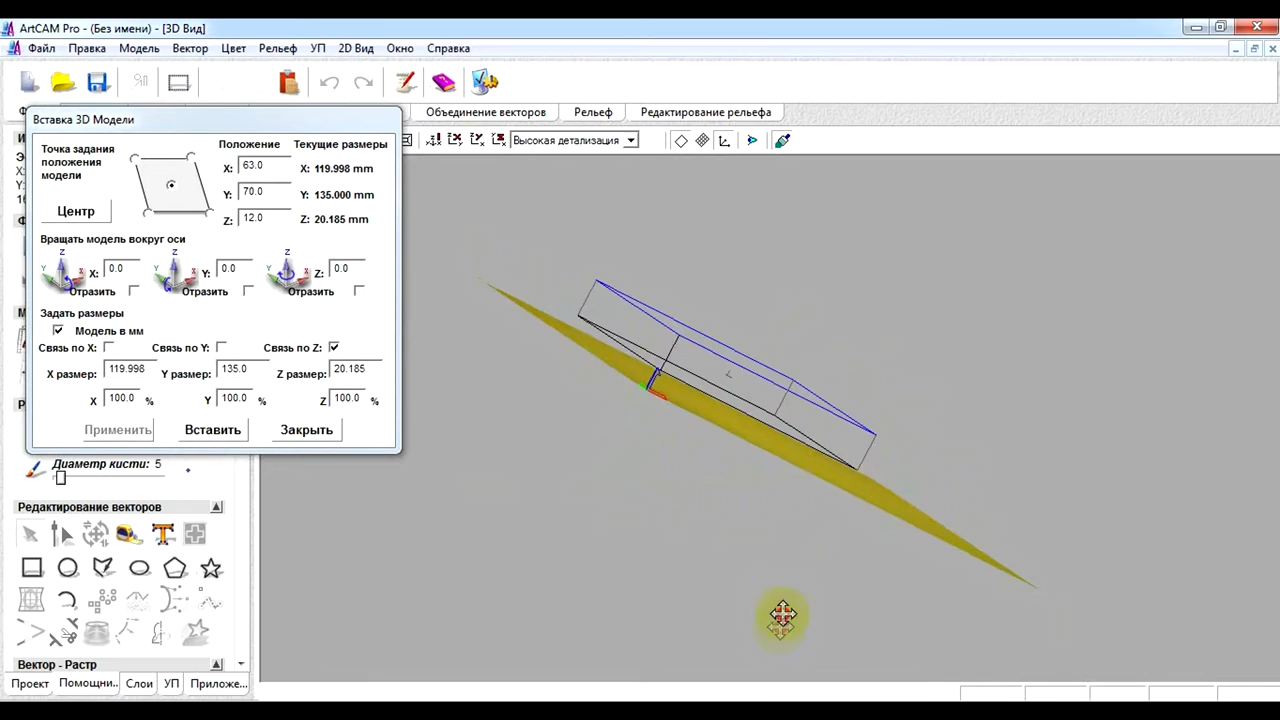 ArtCAM Pro - (Без имени) - [3D Вид]
Файл Правка Модель Вектор Цвет Рельеф УП 2D Вид Окно Справка
Объединение векторов Рельеф Редактирование рельефа
Вставка 3D Модели
Высокая детализация
Точка задания
положения
модели
Центр
Положение Текущие размеры
X: 63.0 X: 119.998 mm
Y: 70.0 Y: 135.000 mm
Z: 12.0 Z: 20.185 mm
Вращать модель вокруг оси
Z Z Z
Y X: 0.0 Y Y: 0.0 Y Z: 0.0
Отразить Отразить Отразить
Задать размеры
Модель в мм
Связь по X: Связь по Y: Связь по Z:
X размер: 119.998 Y размер: 135.0 Z размер: 20.185
X 100.0 % Y 100.0 % Z 100.0 %
Применить Вставить Закрыть
Диаметр кисти: 5
Редактирование векторов
Вектор - Растр
Проект Помощни.. Слои УП Приложе...